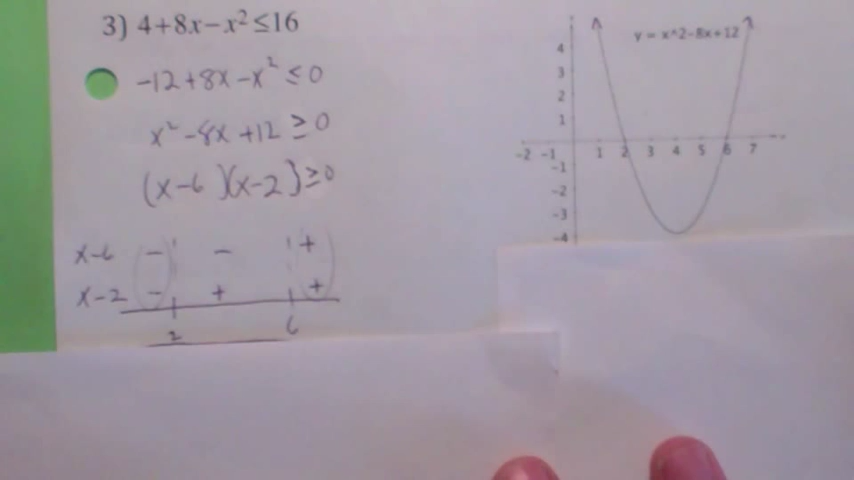 3) 4+8x−x²≤16
-12+8x-x² ≤ 0
x²-8x+12 ≥ 0
(x-6)(x-2)≥0
x-6 - - +
x-2 - + +
2 6
y = x^2-8x+12
4
3
2
1
-2 -1 1 2 3 4 5 6 7
-1
-2
-3
-4